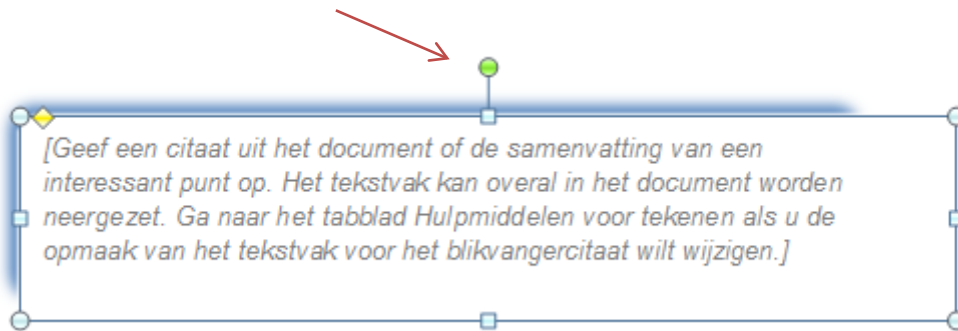 [Geef een citaat uit het document of de samenvatting van een
interessant punt op. Het tekstvak kan overal in het document worden
neergezet. Ga naar het tabblad Hulpmiddelen voor tekenen als u de
opmaak van het tekstvak voor het blikvangercitaat wilt wijzigen.]